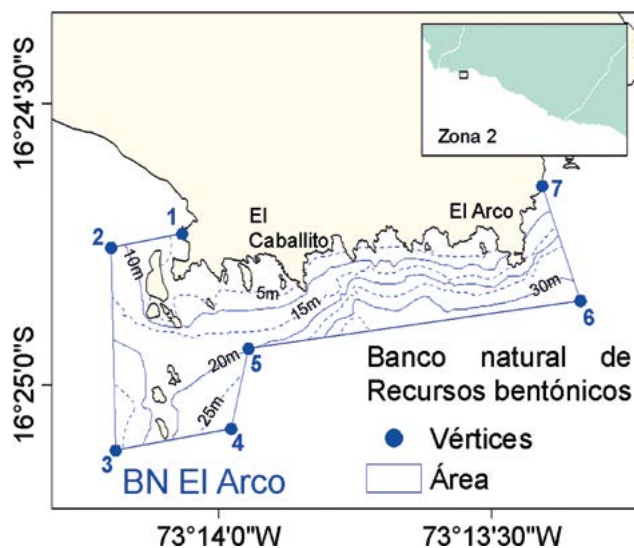 16°24'30"S
16°25'0"S
73°14'0"W
73°13'30"W
Zona 2
1
2
3
4
5
6
7
El
Caballito
El Arco
10m
5m
15m
20m
25m
30m
Banco natural de
Recursos bentónicos
Vértices
Área
BN El Arco